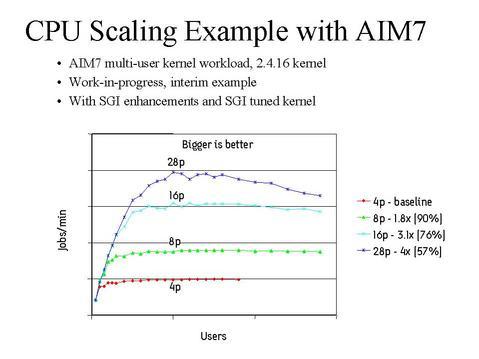 CPU Scaling Example with AIM7
• AIM7 multi-user kernel workload, 2.4.16 kernel
• Work-in-progress, interim example
• With SGI enhancements and SGI tuned kernel
Bigger is better
28p
16p
8p
4p
Jobs/min
Users
4p - baseline
8p - 1.8x [90%]
16p - 3.1x [76%]
28p - 4x [57%]